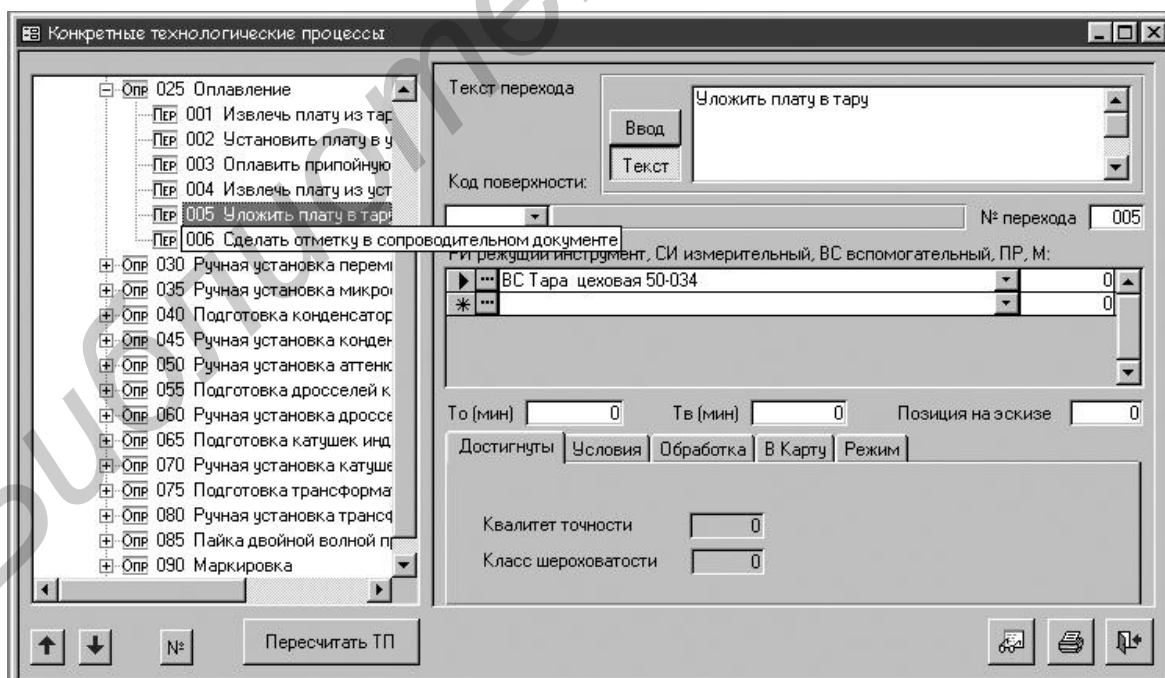 Конкретные технологические процессы
Опр 025 Оплавление
Пер 001 Извлечь плату из тар
Пер 002 Установить плату в у
Пер 003 Оплавить припойную
Пер 004 Извлечь плату из уст
Пер 005 Уложить плату в тару
Пер 006 Сделать отметку в сопроводительном документе
Опр 030 Ручная установка перемы
Опр 035 Ручная установка микро
Опр 040 Подготовка конденсатор
Опр 045 Ручная установка конден
Опр 050 Ручная установка аттеню
Опр 055 Подготовка дросселей к
Опр 060 Ручная установка дроссе
Опр 065 Подготовка катушек инд
Опр 070 Ручная установка катуше
Опр 075 Подготовка трансформа
Опр 080 Ручная установка трансф
Опр 085 Пайка двойной волной п
Опр 090 Маркировка
№
Пересчитать ТП
Текст перехода
Ввод
Текст
Уложить плату в тару
Код поверхности:
№ перехода 005
РИ режущий инструмент, СИ измерительный, ВС вспомогательный, ПР, М:
ВС Тара цеховая 50-034 0
0
То (мин) 0 Тв (мин) 0 Позиция на эскизе 0
Достигнуты Условия Обработка В Карту Режим
Квалитет точности 0
Класс шероховатости 0